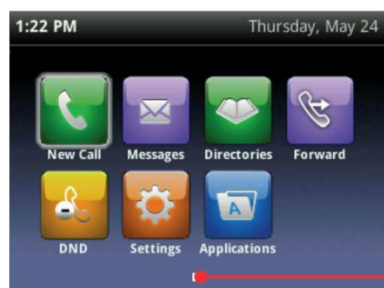 1:22 PM Thursday, May 24
New Call Messages Directories Forward
A
DND Settings Applications